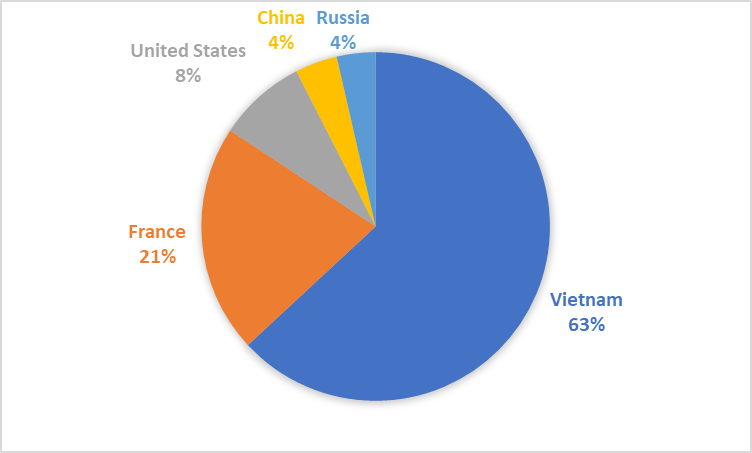 China
4%
Russia
4%
United States
8%
France
21%
Vietnam
63%